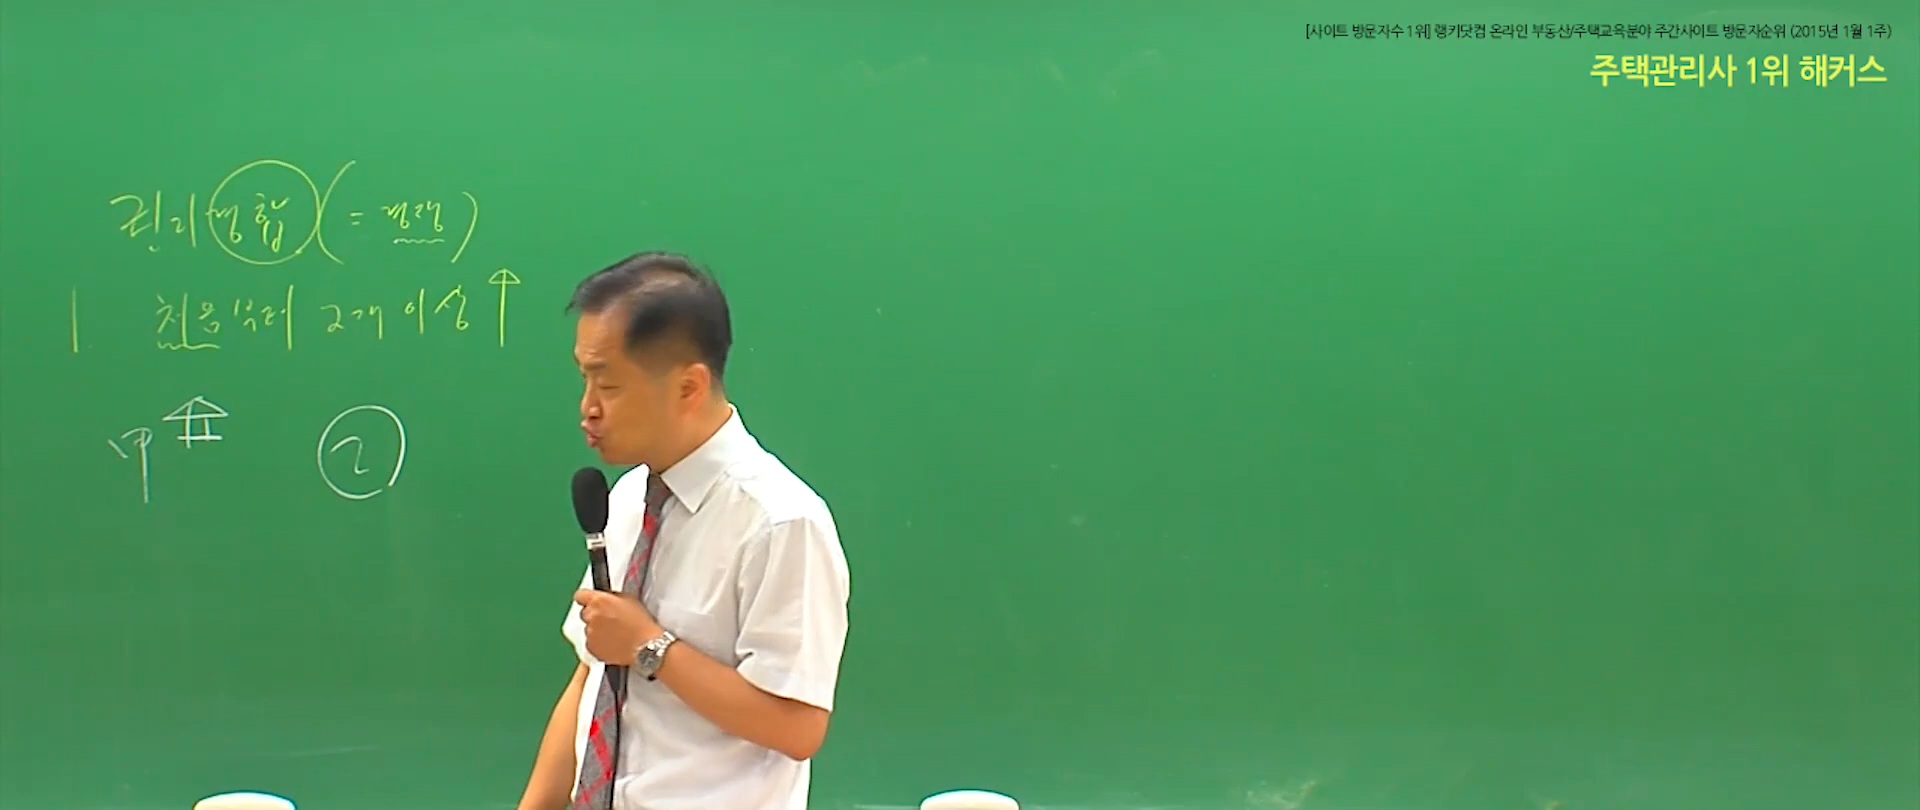 [사이트 방문자수 1위] 랭키닷컴 온라인 부동산/주택교육분야 주간사이트 방문자순위 (2015년 1월 1주)
주택관리사 1위 해커스
권리병합 (= 경쟁)
1 처음부터 2개 이상 ↑
甲 乙